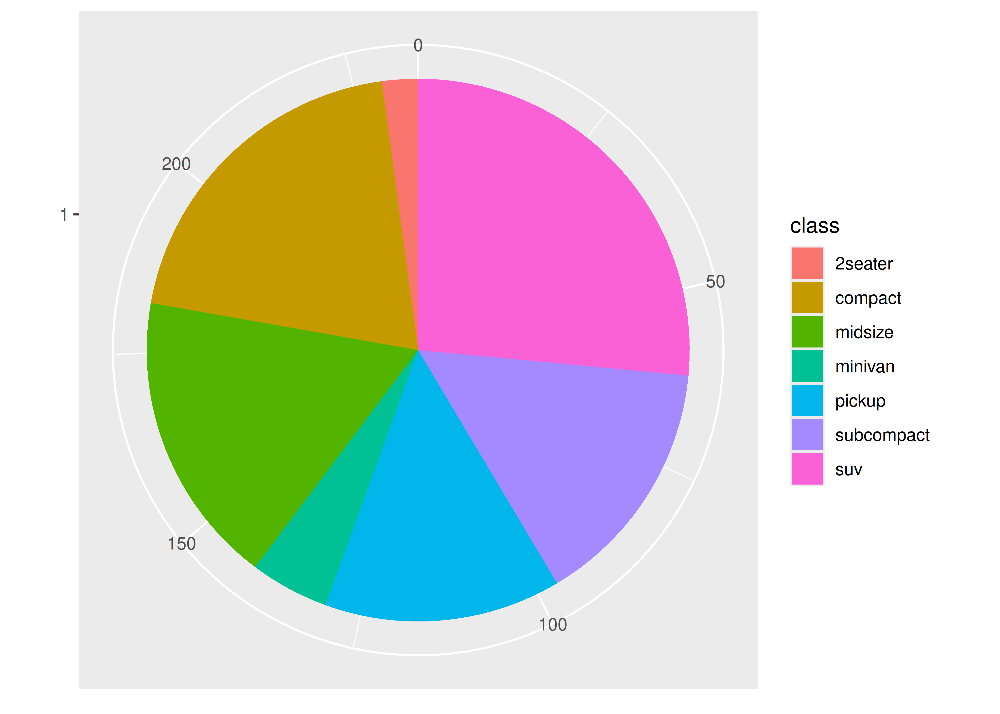 0
50
100
150
200
1
class
2seater
compact
midsize
minivan
pickup
subcompact
suv